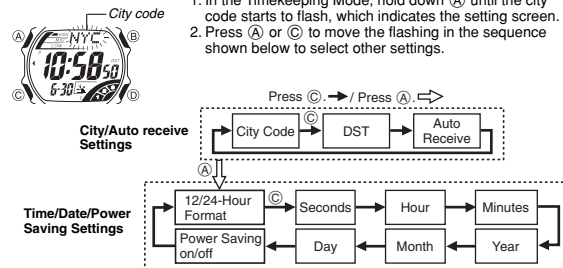 1. In the Timekeeping Mode, hold down Ⓐ until the city
code starts to flash, which indicates the setting screen.
2. Press Ⓐ or Ⓒ to move the flashing in the sequence
shown below to select other settings.
City code
Ⓐ
Ⓑ
NYC
10:58 50
6-30
Ⓒ
Ⓓ
Press Ⓒ. ➞ / Press Ⓐ. ⇨
City/Auto receive
Settings
City Code
Ⓒ
DST
Auto
Receive
Ⓐ
Time/Date/Power
Saving Settings
12/24-Hour
Format
Ⓒ
Seconds
Hour
Minutes
Power Saving
on/off
Day
Month
Year